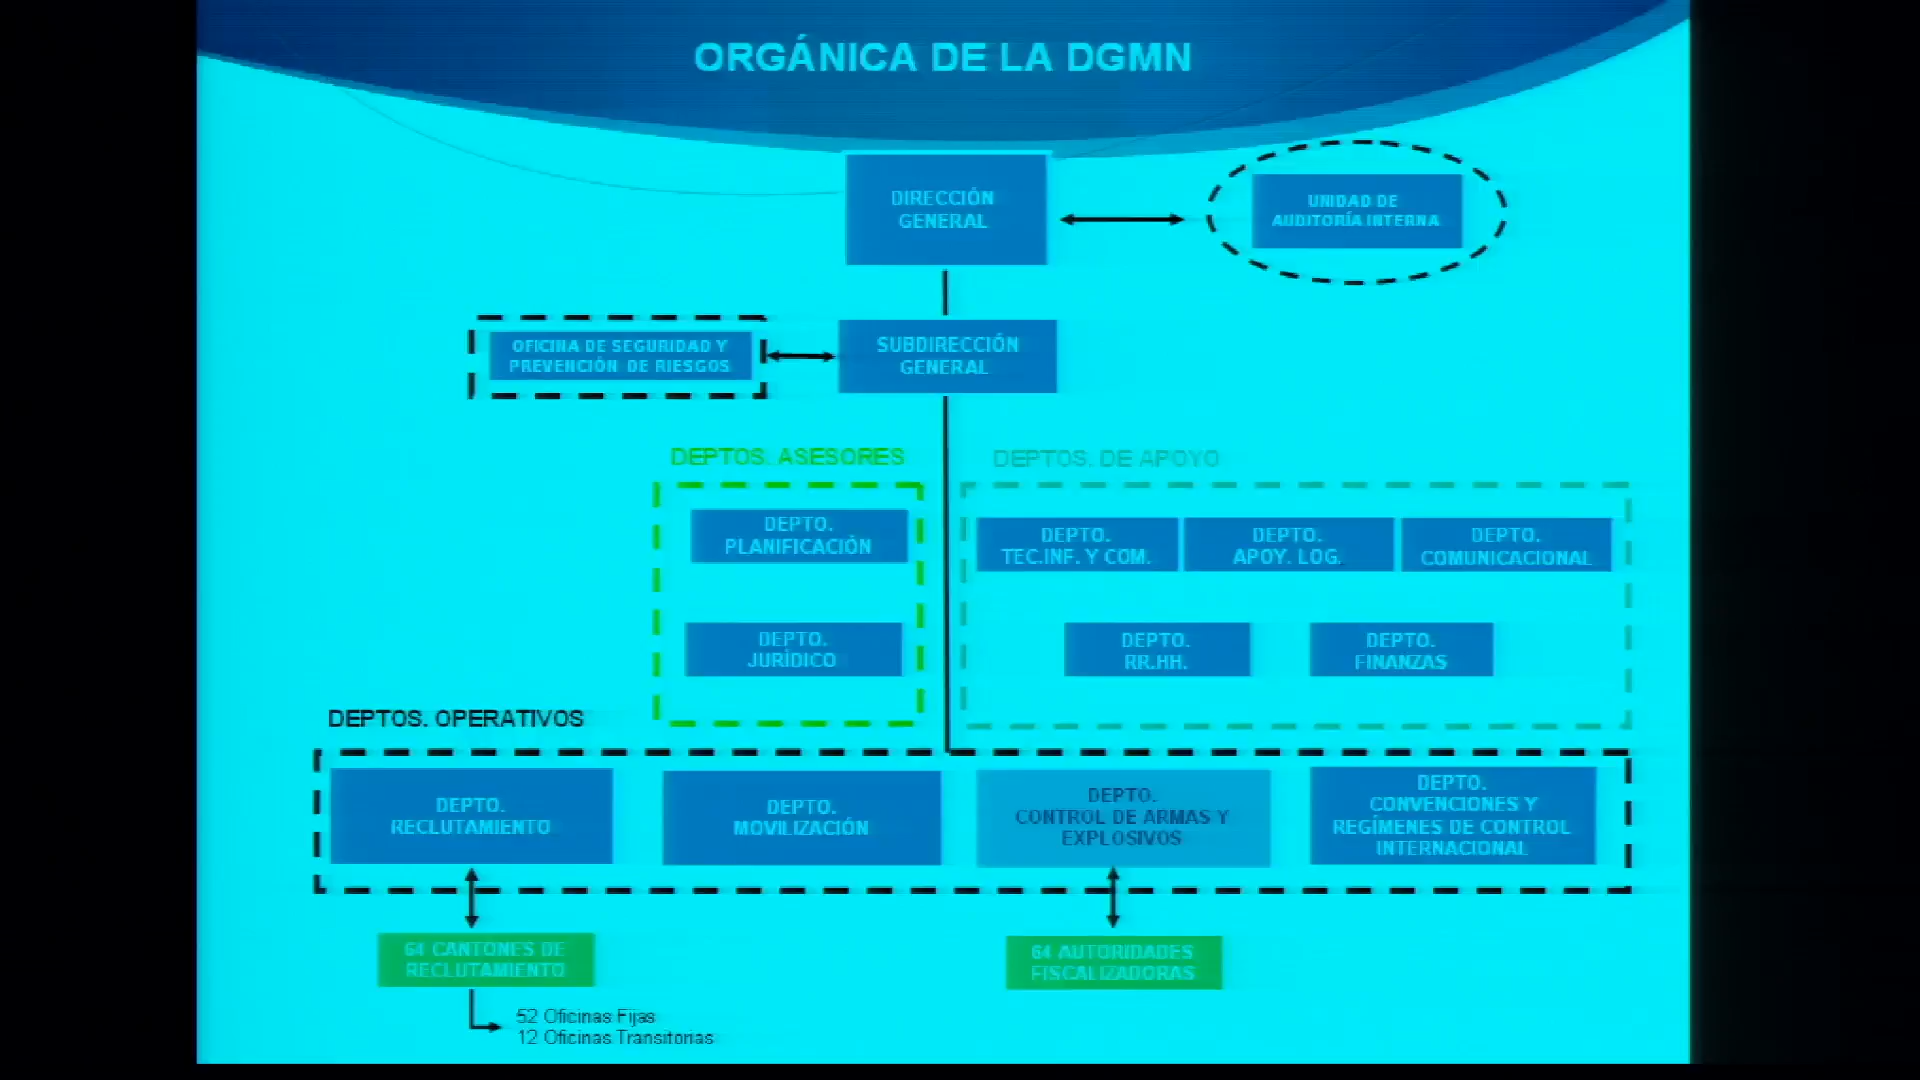 ORGÁNICA DE LA DGMN
DIRECCIÓN
GENERAL
UNIDAD DE
AUDITORÍA INTERNA
OFICINA DE SEGURIDAD Y
PREVENCIÓN DE RIESGOS
SUBDIRECCIÓN
GENERAL
DEPTOS. ASESORES
DEPTOS. DE APOYO
DEPTO.
PLANIFICACIÓN
DEPTO.
TEC.INF. Y COM.
DEPTO.
APOY. LOG.
DEPTO.
COMUNICACIONAL
DEPTO.
JURÍDICO
DEPTO.
RR.HH.
DEPTO.
FINANZAS
DEPTOS. OPERATIVOS
DEPTO.
RECLUTAMIENTO
DEPTO.
MOVILIZACIÓN
DEPTO.
CONTROL DE ARMAS Y
EXPLOSIVOS
DEPTO.
CONVENCIONES Y
REGÍMENES DE CONTROL
INTERNACIONAL
64 CANTONES DE
RECLUTAMIENTO
64 AUTORIDADES
FISCALIZADORAS
52 Oficinas Fijas
12 Oficinas Transitorias